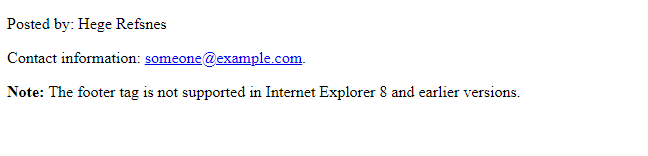 Posted by: Hege Refsnes
Contact information: someone@example.com.
Note: The footer tag is not supported in Internet Explorer 8 and earlier versions.